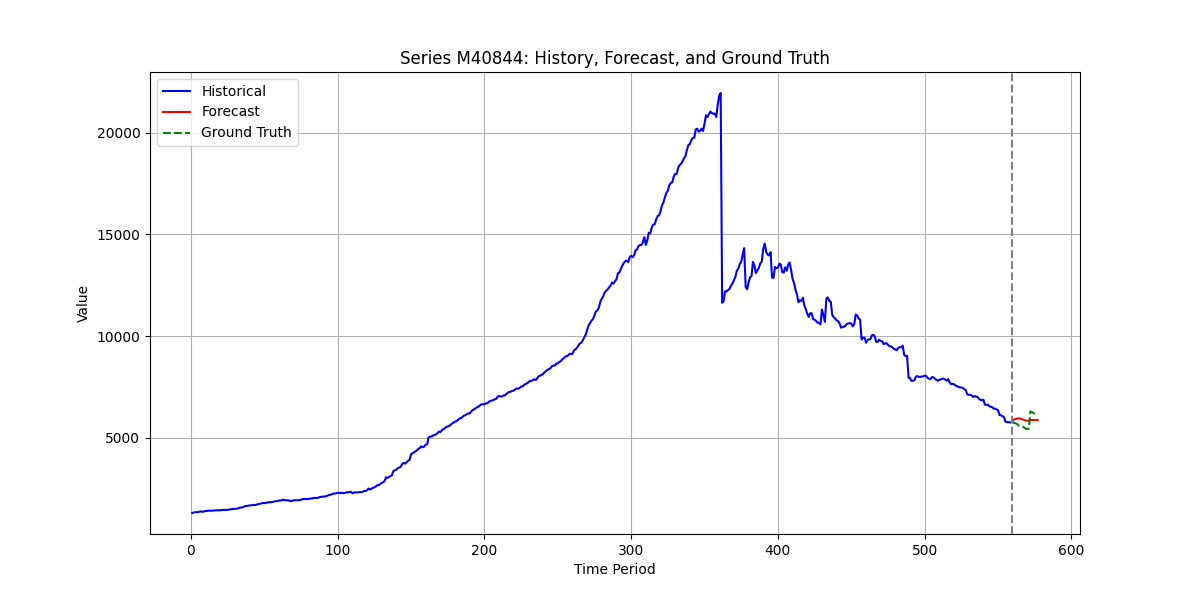 Series M40844: History, Forecast, and Ground Truth
Historical
Forecast
Ground Truth
20000
15000
10000
5000
Value
0
100
200
300
400
500
600
Time Period